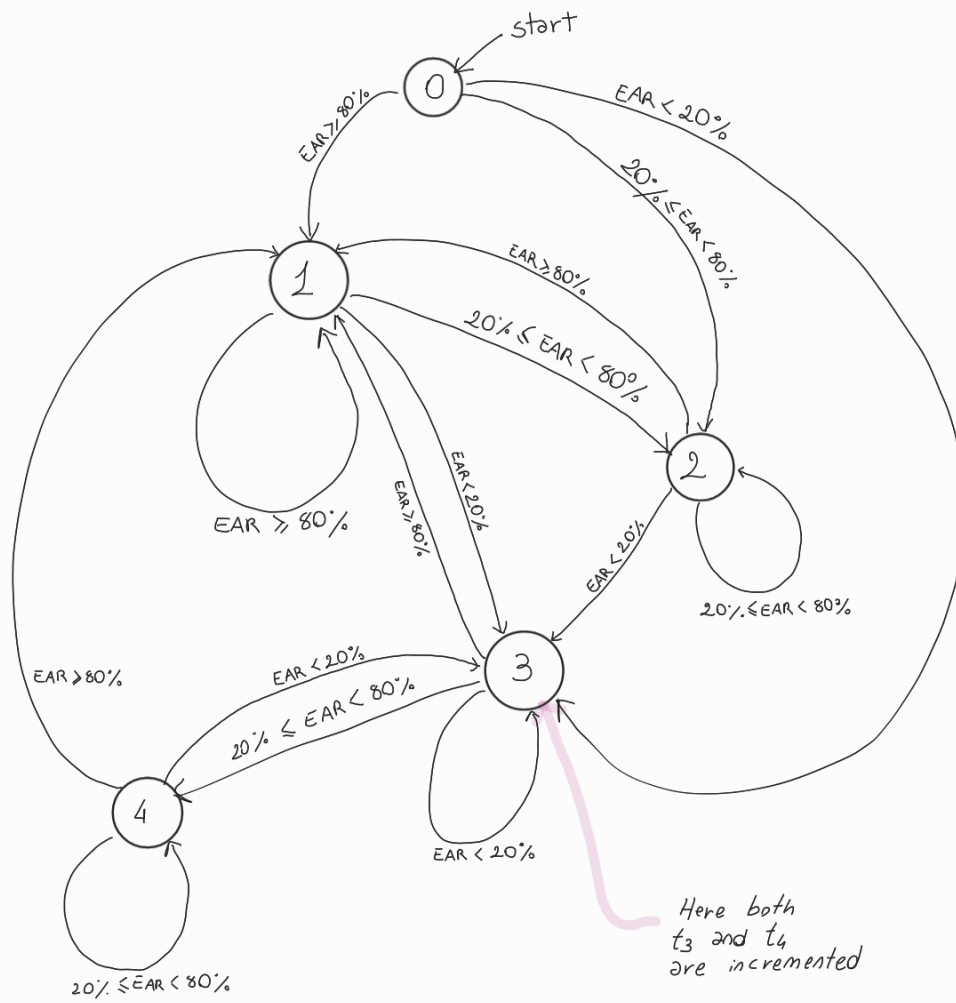 start
0
EAR ≥ 80%
EAR < 20%
20% ≤ EAR < 80%
1
EAR ≥ 80%
20% ≤ EAR < 80%
2
EAR ≥ 80%
EAR < 20%
EAR ≥ 80%
EAR < 20%
20% ≤ EAR < 80%
3
EAR ≥ 80%
EAR < 20%
20% ≤ EAR < 80%
4
EAR < 20%
20% ≤ EAR < 80%
Here both
t3 and t4
are incremented